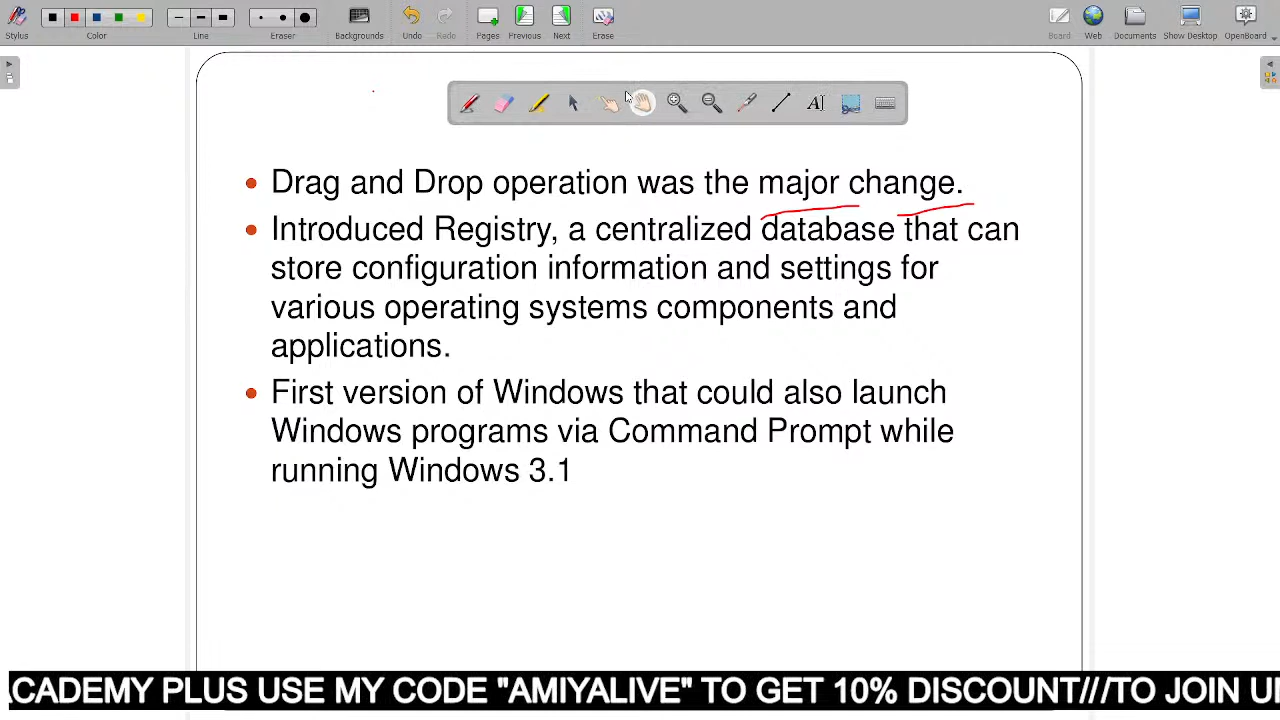 Stylus Color Line Eraser Backgrounds Undo Redo Pages Previous Next Erase Board Web Documents Show Desktop OpenBoard
• Drag and Drop operation was the major change.
• Introduced Registry, a centralized database that can
store configuration information and settings for
various operating systems components and
applications.
• First version of Windows that could also launch
Windows programs via Command Prompt while
running Windows 3.1
CADEMY PLUS USE MY CODE "AMIYALIVE" TO GET 10% DISCOUNT///TO JOIN